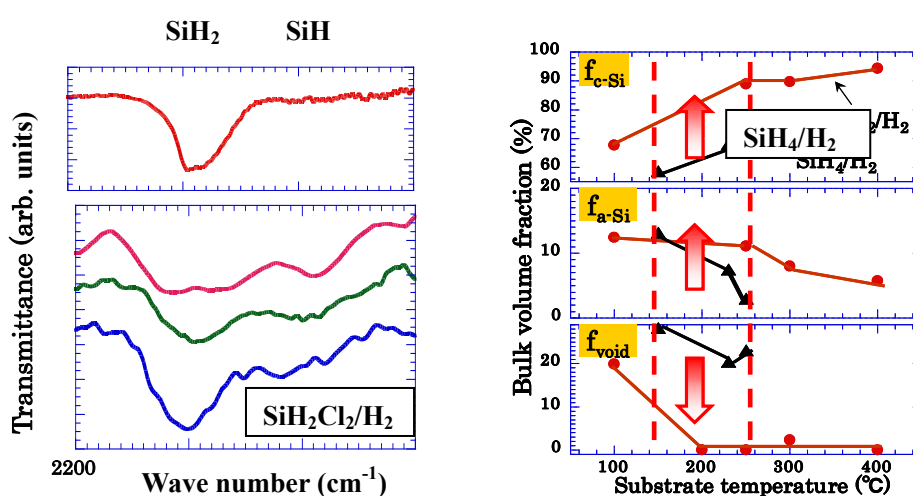 SiH2 SiH
Transmittance (arb. units)
SiH2Cl2/H2
2200
Wave number (cm-1)
Bulk volume fraction (%)
100
90
80
70
60
fc-Si
SiH4/H2
2/H2
SiH4/H2
20
10
0
fa-Si
20
10
0
fvoid
100 200 300 400
Substrate temperature (℃)